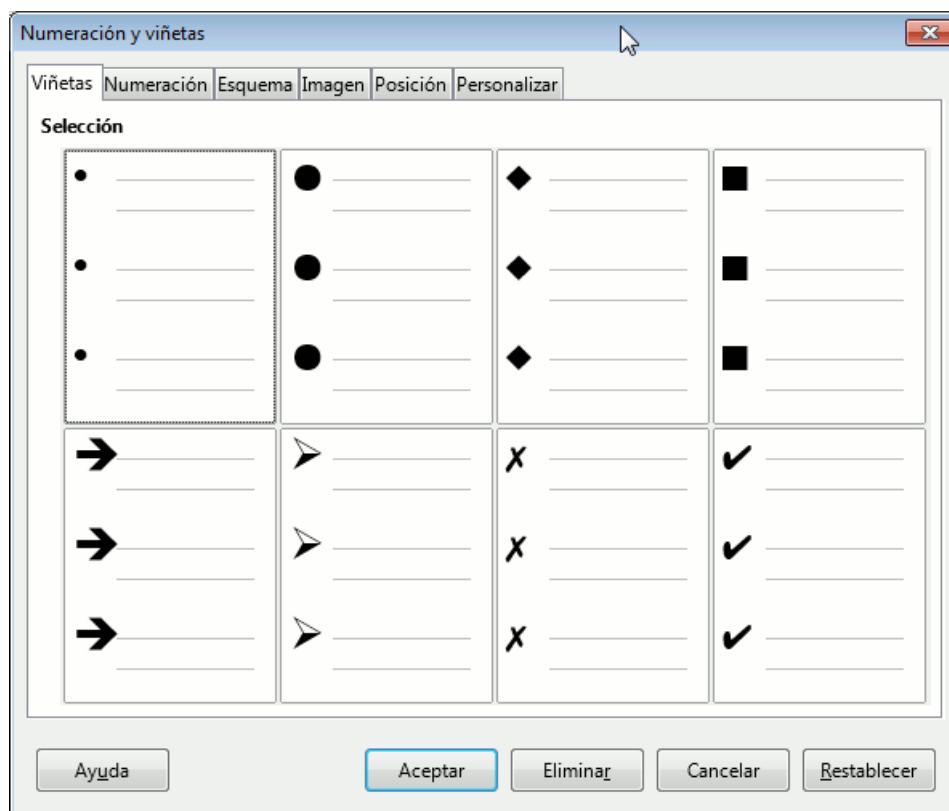 Numeración y viñetas
Viñetas Numeración Esquema Imagen Posición Personalizar
Selección
Ayuda Aceptar Eliminar Cancelar Restablecer